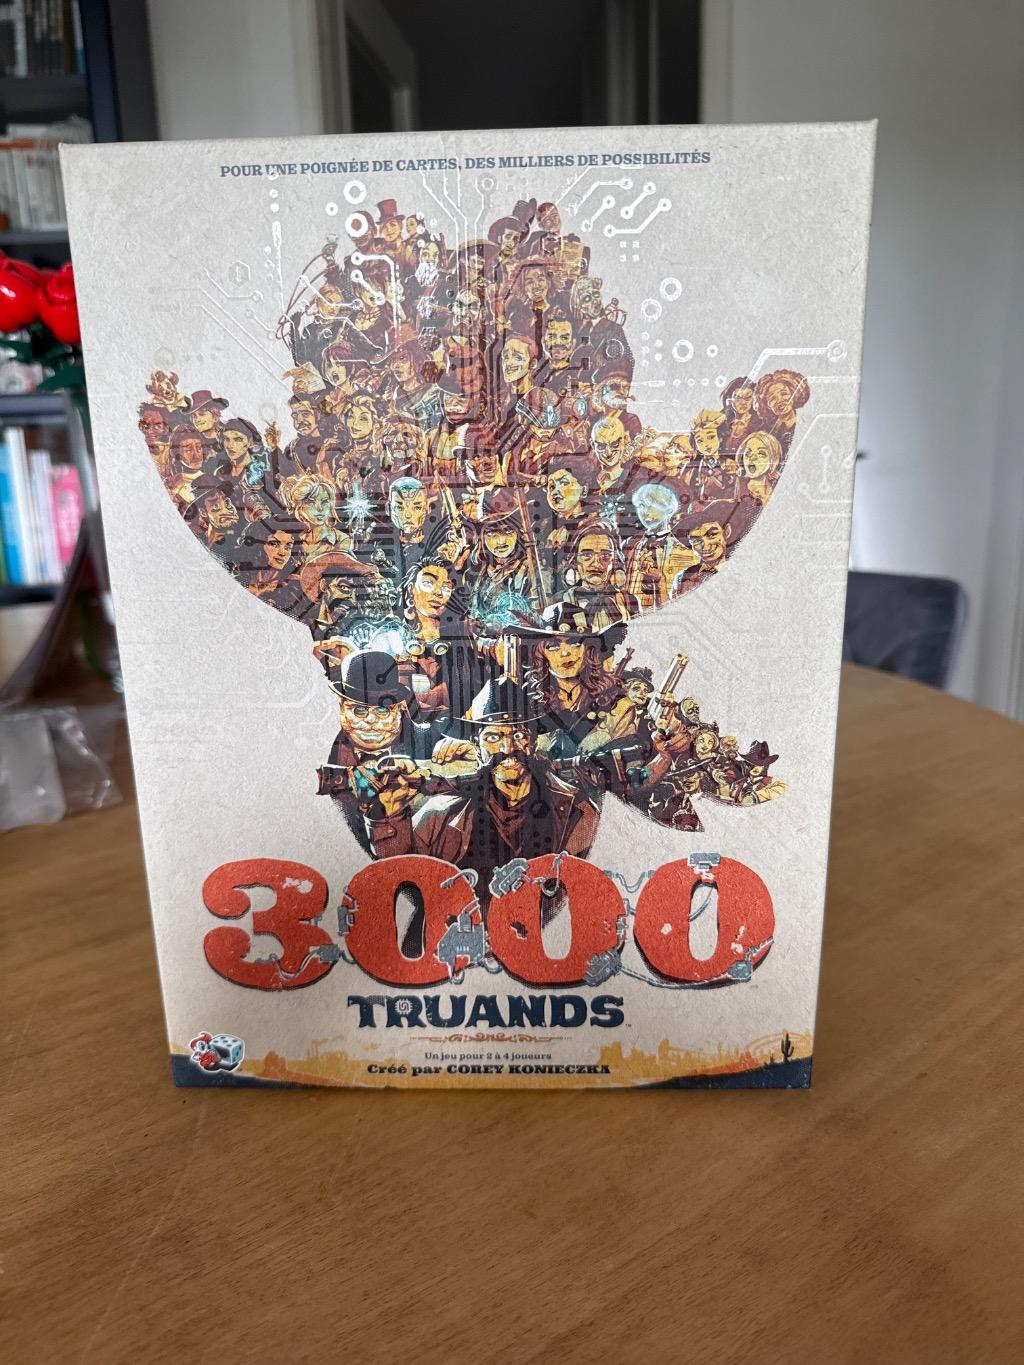 POUR UNE POIGNÉE DE CARTES, DES MILLIERS DE POSSIBILITÉS
3000
TRUANDS™
Un jeu pour 2 à 4 joueurs
Créé par COREY KONIECZKA